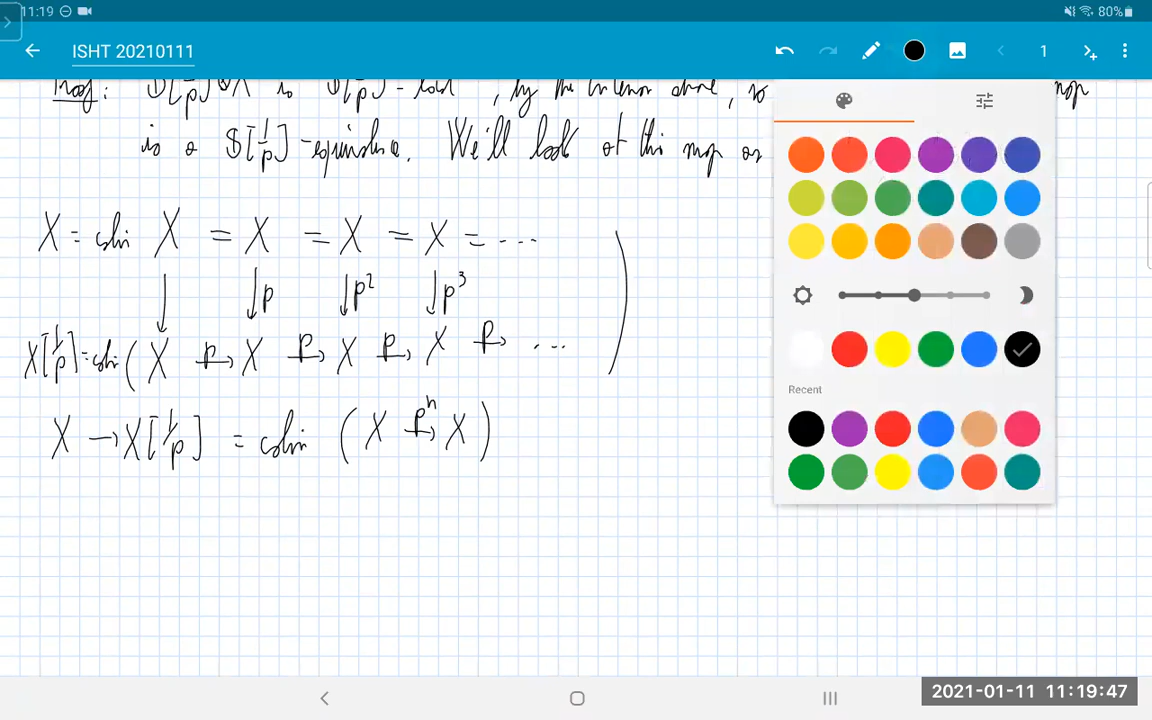 11:19 80%
ISHT 20210111 1
Proof: 𝕊[1/p]⊗X is 𝕊[1/p]-local, by the lemma above, so map
is a 𝕊[1/p]-equivalence. We'll look at this map as
X = colim X = X = X = X = ...
↓ ↓p ↓p² ↓p³
X[1/p] = colim (X →p X →p X →p X →p ... )
X → X[1/p] = colim (X →pⁿ X)
Recent
2021-01-11 11:19:47